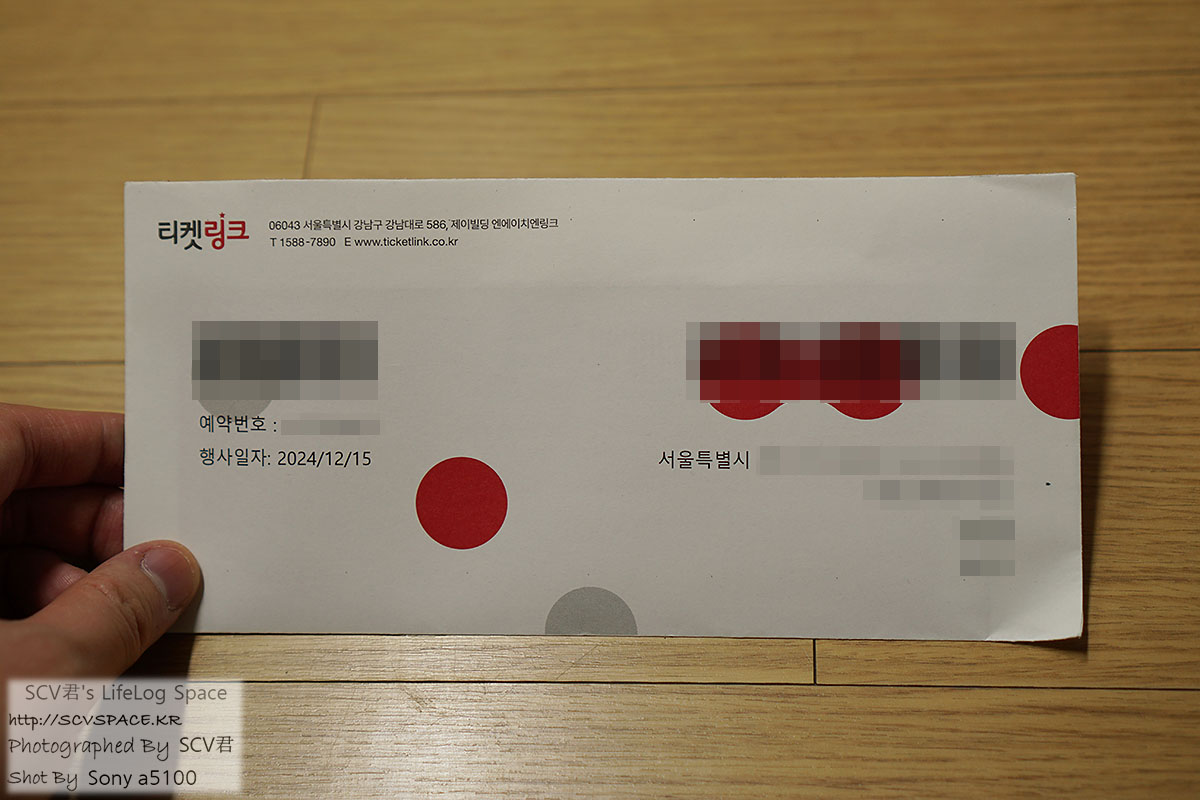 티켓링크
06043 서울특별시 강남구 강남대로 586, 제이빌딩 엔에이치엔링크
T 1588-7890 E www.ticketlink.co.kr
예약번호 :
행사일자: 2024/12/15
서울특별시
SCV君's LifeLog Space
http://SCVSPACE.KR
Photographed By SCV君
Shot By Sony a5100